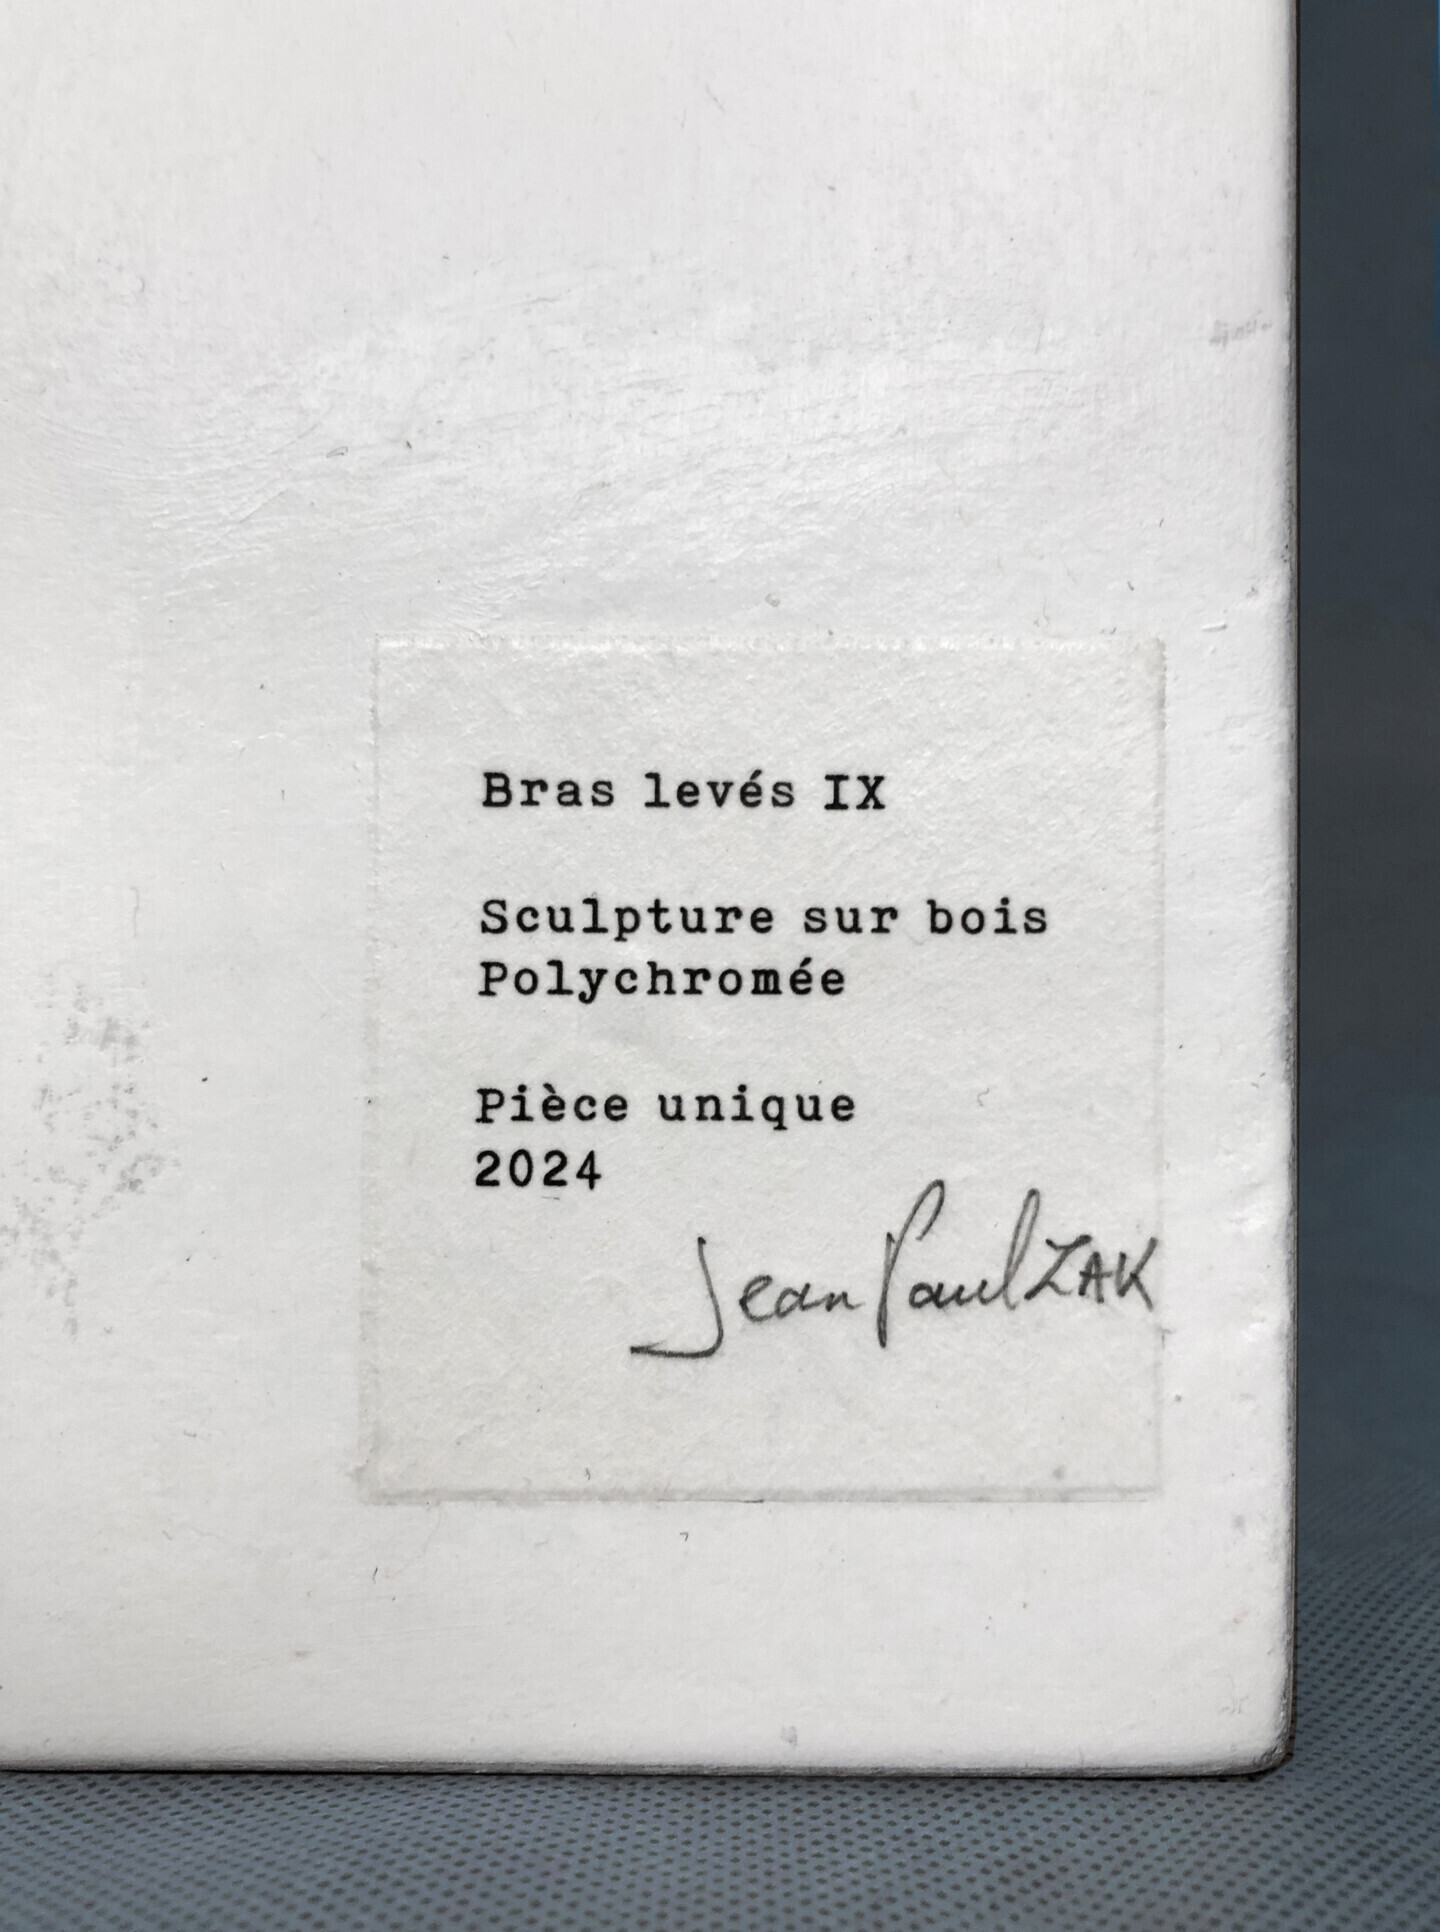 Bras levés IX
Sculpture sur bois
Polychromée
Pièce unique
2024
Jean Paul ZAK